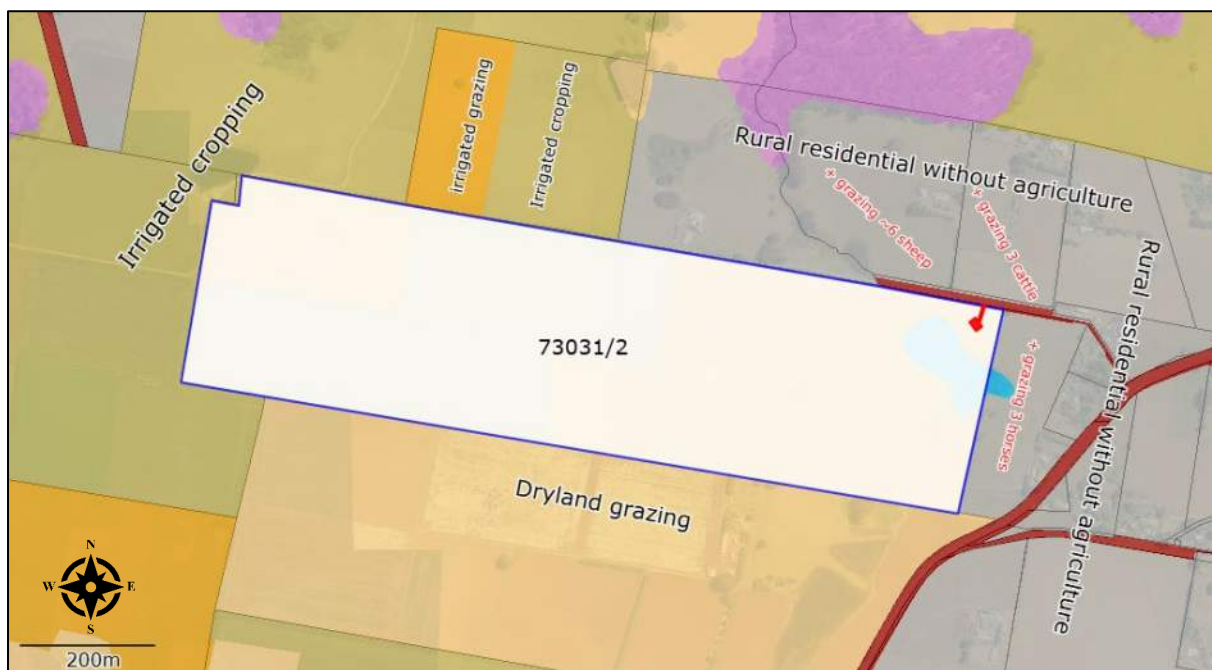 Irrigated cropping
irrigated grazing
Irrigated cropping
Rural residential without agriculture
+ grazing ~6 sheep
+ grazing 3 cattle
Rural residential without agriculture
73031/2
+ grazing 3 horses
Dryland grazing
N
W
E
S
200m